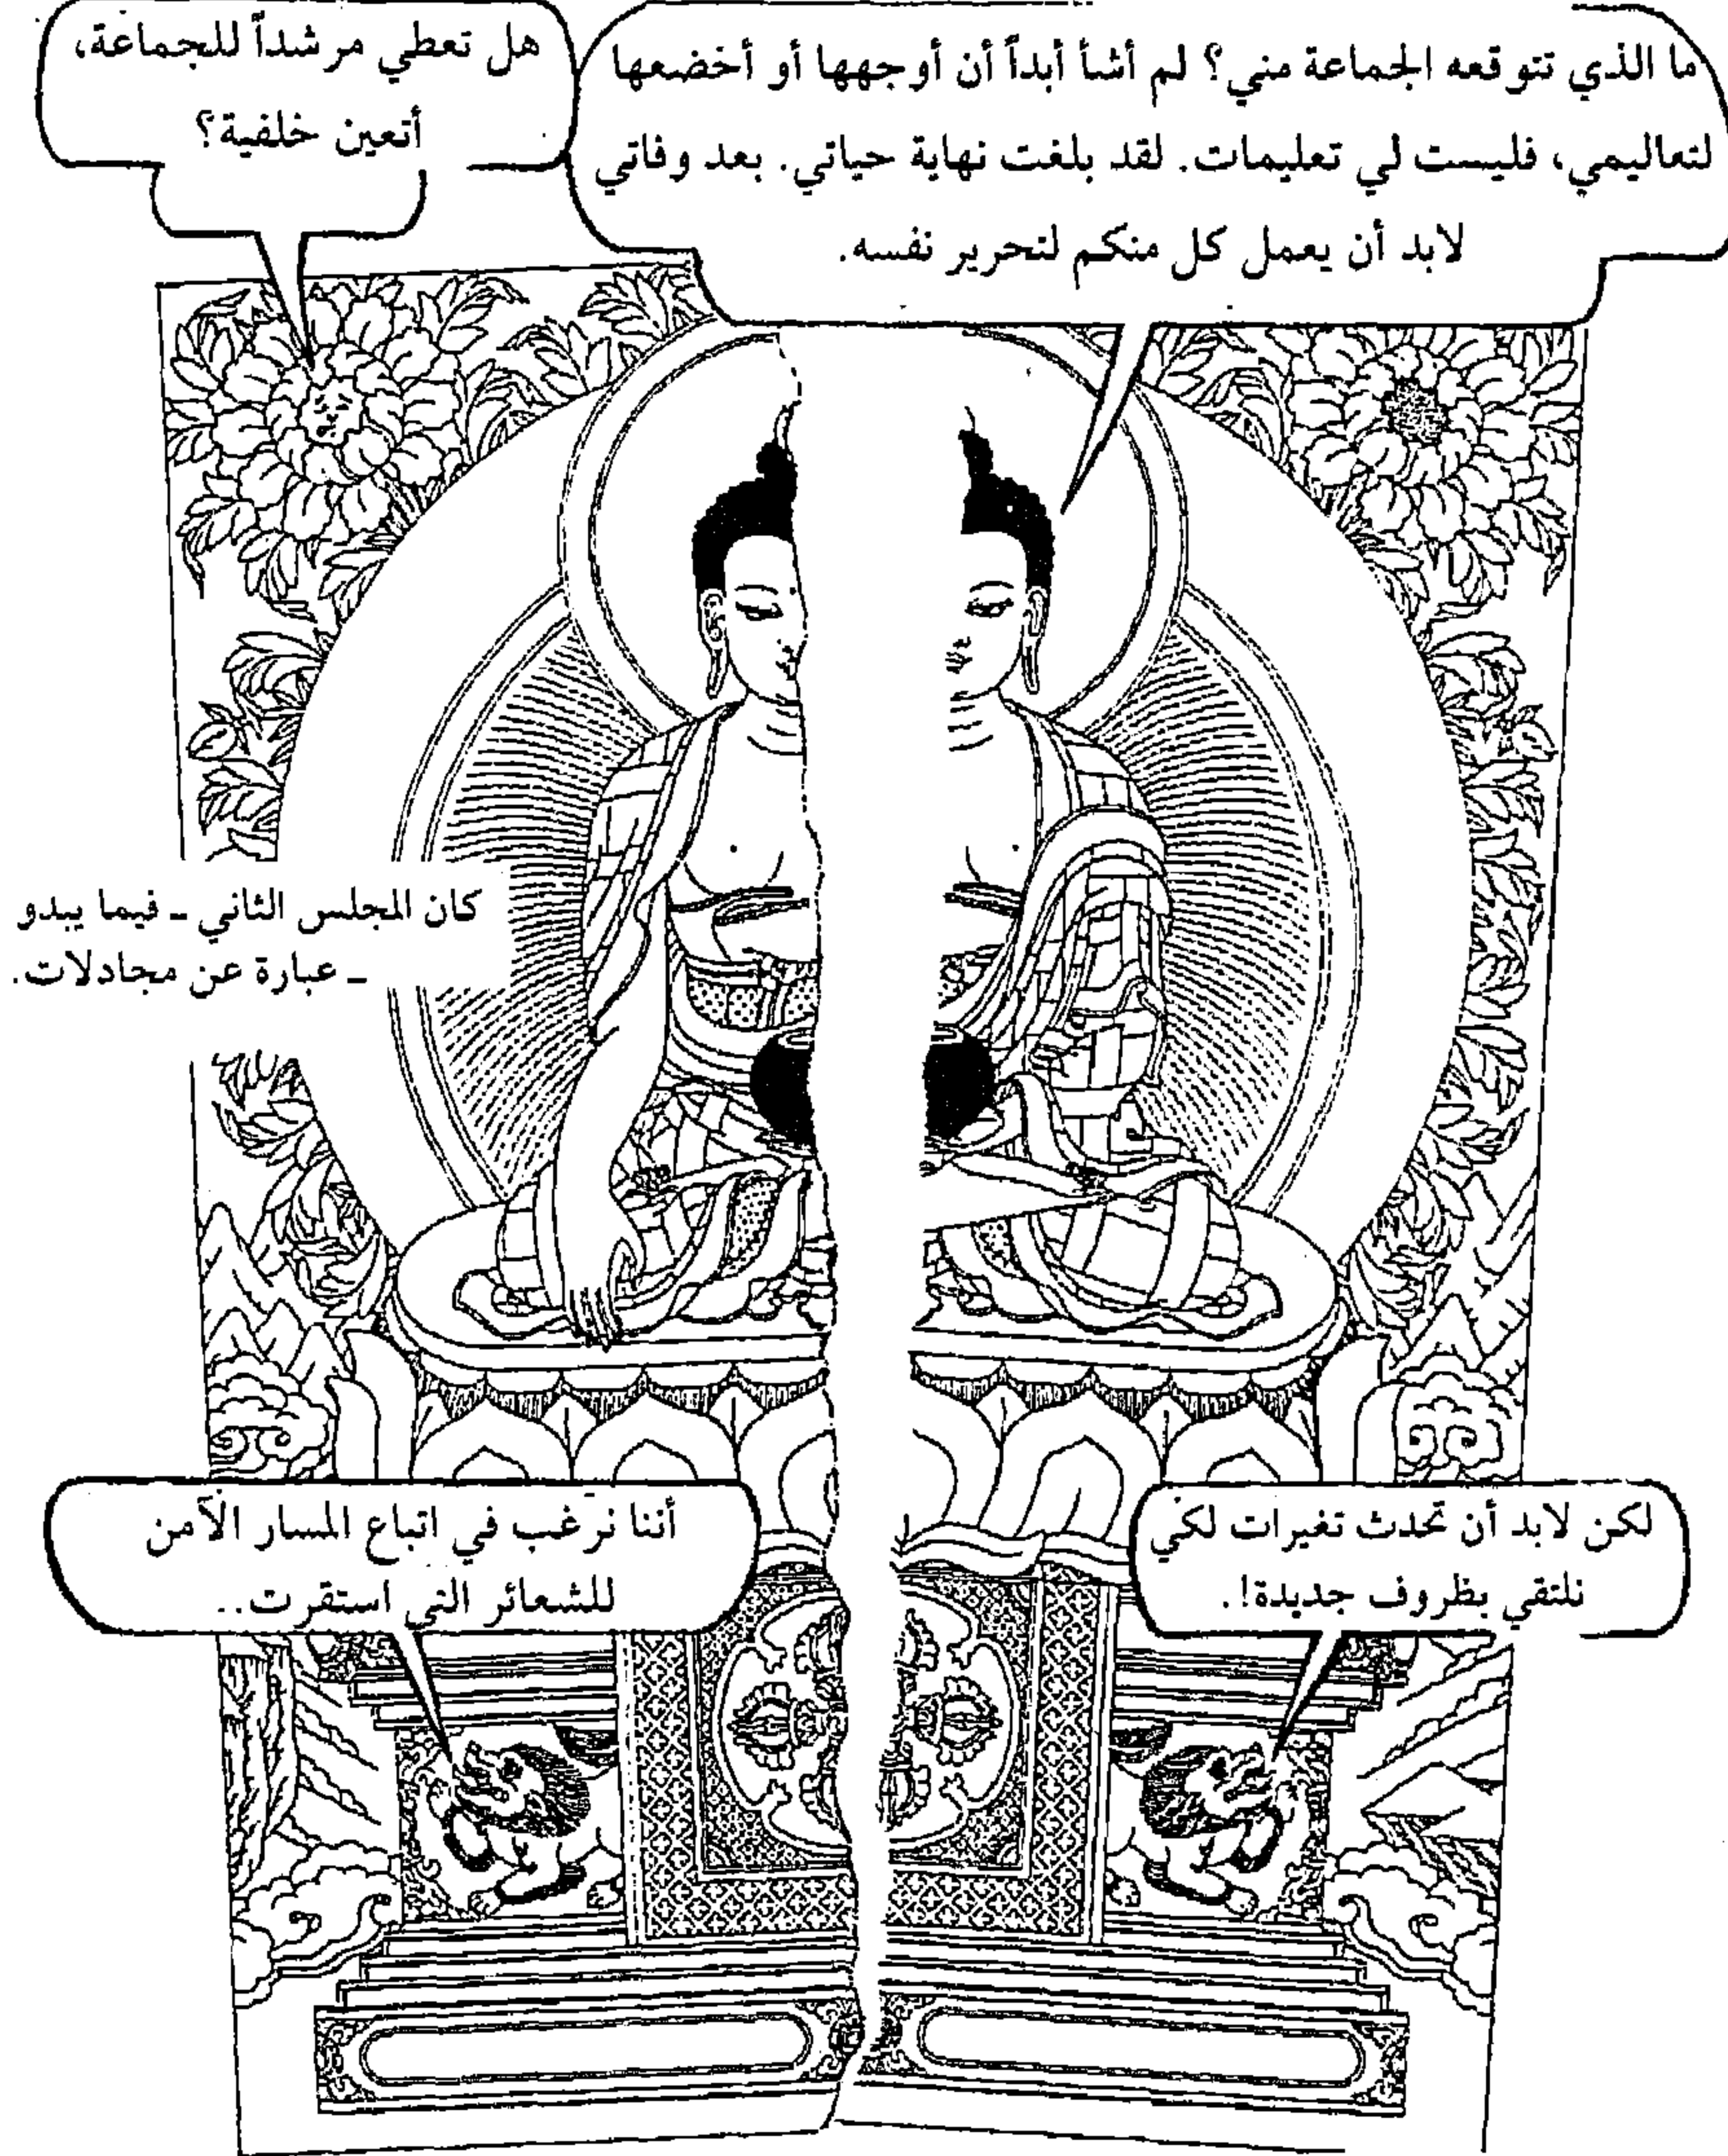 هل تعطي مرشداً للجماعة،
أتعين خلفية؟
ما الذي تتوقعه الجماعة مني؟ لم أشأ أبداً أن أوجهها أو أخضعها
لتعاليمي، فليست لي تعليمات. لقد بلغت نهاية حياتي. بعد وفاتي
لابد أن يعمل كل منكم لتحرير نفسه.
كان المجلس الثاني ـ فيما يبدو
ـ عبارة عن مجادلات.
أننا نرغب في اتباع المسار الآمن
للشعائر التي استقرت..
لكن لابد أن تحدث تغيرات لكي
نلتقي بظروف جديدة!.